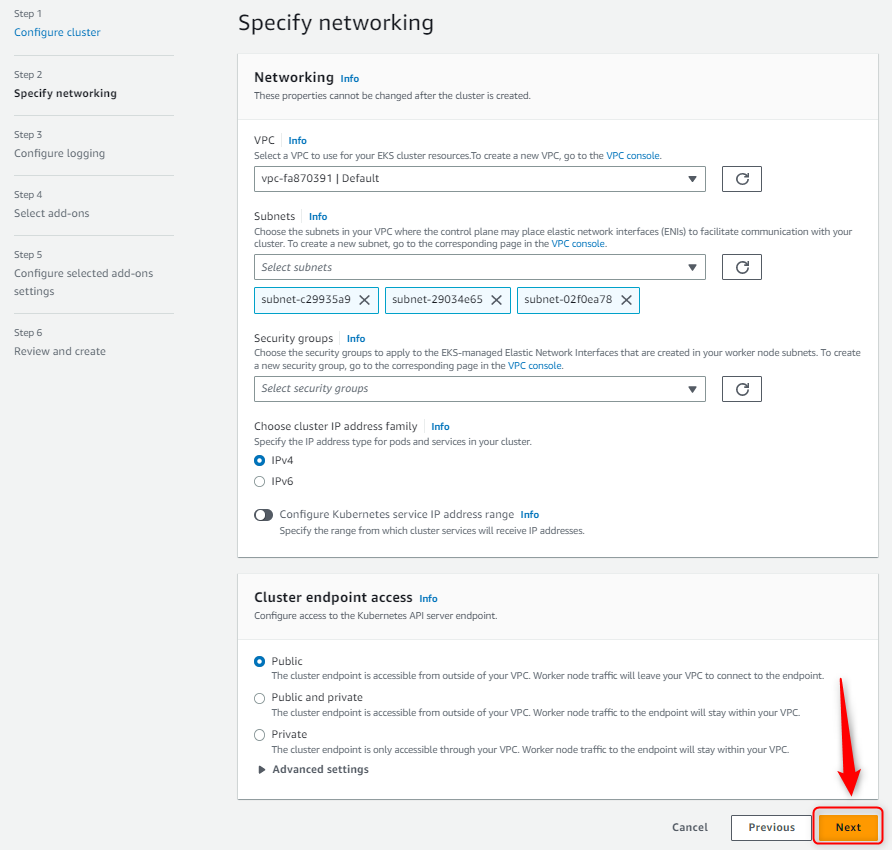 Step 1
Configure cluster
Step 2
Specify networking
Step 3
Configure logging
Step 4
Select add-ons
Step 5
Configure selected add-ons
settings
Step 6
Review and create
Specify networking
Networking Info
These properties cannot be changed after the cluster is created.
VPC Info
Select a VPC to use for your EKS cluster resources.To create a new VPC, go to the VPC console.
vpc-fa870391 | Default
Subnets Info
Choose the subnets in your VPC where the control plane may place elastic network interfaces (ENIs) to facilitate communication with your
cluster. To create a new subnet, go to the corresponding page in the VPC console.
Select subnets
subnet-c29935a9 subnet-29034e65 subnet-02f0ea78
Security groups Info
Choose the security groups to apply to the EKS-managed Elastic Network Interfaces that are created in your worker node subnets. To create
a new security group, go to the corresponding page in the VPC console.
Select security groups
Choose cluster IP address family Info
Specify the IP address type for pods and services in your cluster.
IPv4
IPv6
Configure Kubernetes service IP address range Info
Specify the range from which cluster services will receive IP addresses.
Cluster endpoint access Info
Configure access to the Kubernetes API server endpoint.
Public
The cluster endpoint is accessible from outside of your VPC. Worker node traffic will leave your VPC to connect to the endpoint.
Public and private
The cluster endpoint is accessible from outside of your VPC. Worker node traffic to the endpoint will stay within your VPC.
Private
The cluster endpoint is only accessible through your VPC. Worker node traffic to the endpoint will stay within your VPC.
Advanced settings
Cancel Previous Next